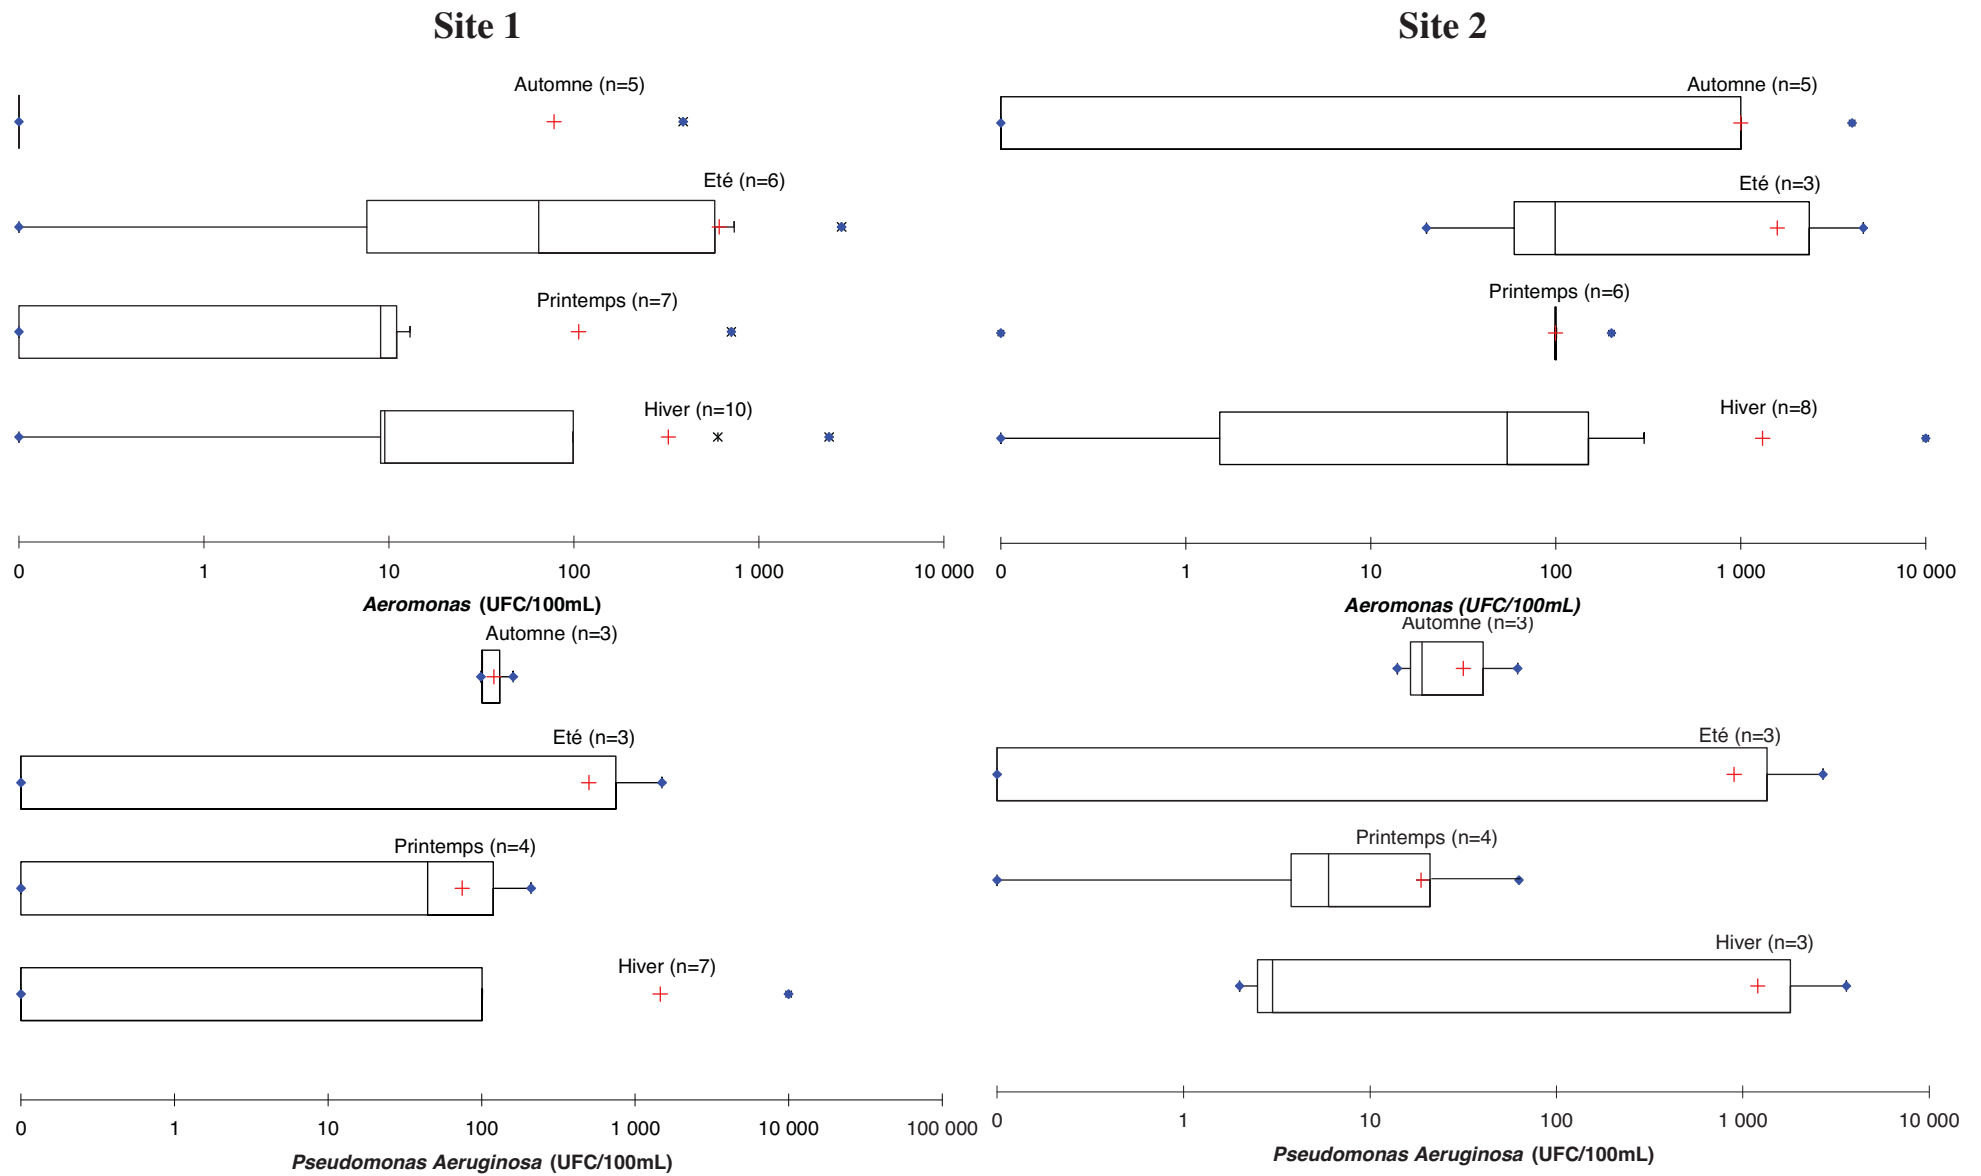 Site 1
Site 2
Automne (n=5)
Eté (n=6)
Printemps (n=7)
Hiver (n=10)
0 1 10 100 1 000 10 000
Aeromonas (UFC/100mL)
Automne (n=5)
Eté (n=3)
Printemps (n=6)
Hiver (n=8)
0 1 10 100 1 000 10 000
Aeromonas (UFC/100mL)
Automne (n=3)
Eté (n=3)
Printemps (n=4)
Hiver (n=7)
0 1 10 100 1 000 10 000 100 000
Pseudomonas Aeruginosa (UFC/100mL)
Automne (n=3)
Eté (n=3)
Printemps (n=4)
Hiver (n=3)
0 1 10 100 1 000 10 000
Pseudomonas Aeruginosa (UFC/100mL)